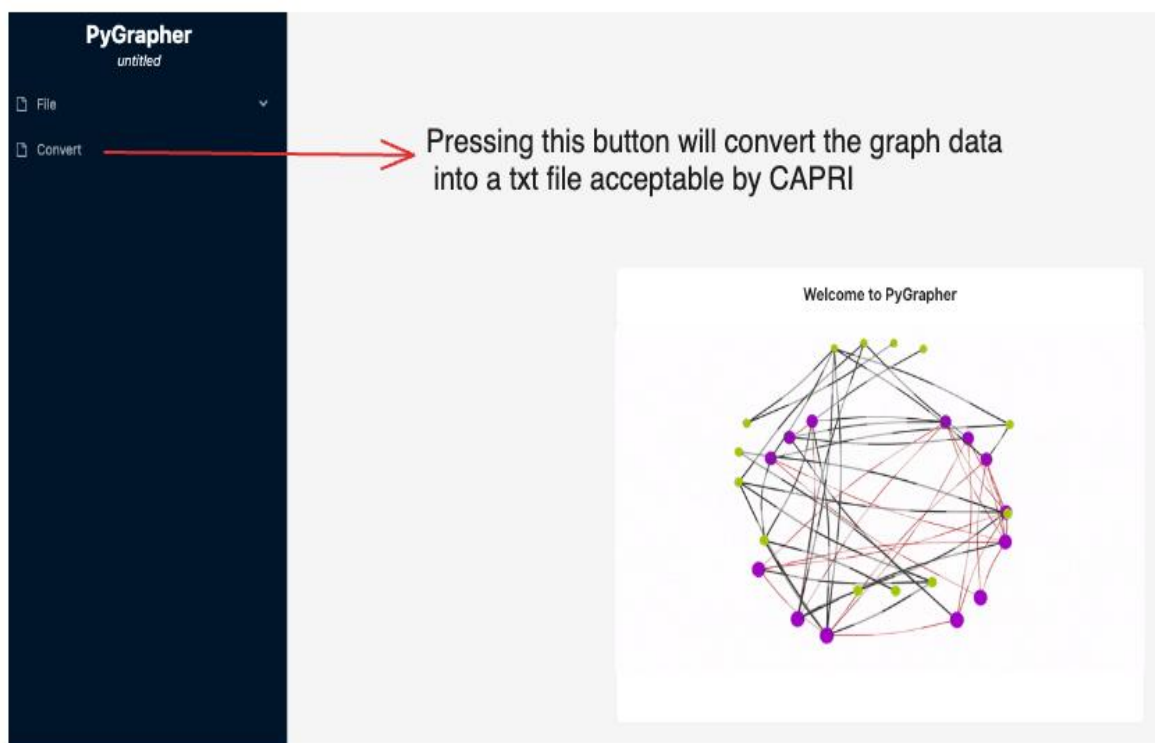 PyGrapher
untitled
File
Convert
Pressing this button will convert the graph data
into a txt file acceptable by CAPRI
Welcome to PyGrapher